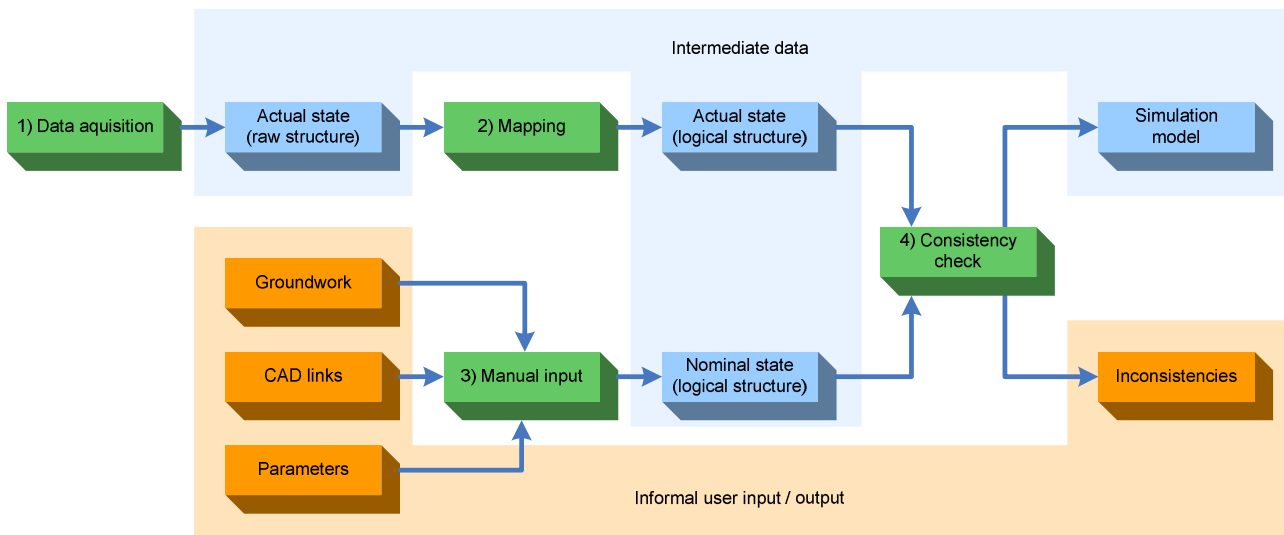 Intermediate data
1) Data aquisition
Actual state
(raw structure)
2) Mapping
Actual state
(logical structure)
Simulation
model
4) Consistency
check
Groundwork
CAD links
3) Manual input
Nominal state
(logical structure)
Inconsistencies
Parameters
Informal user input / output